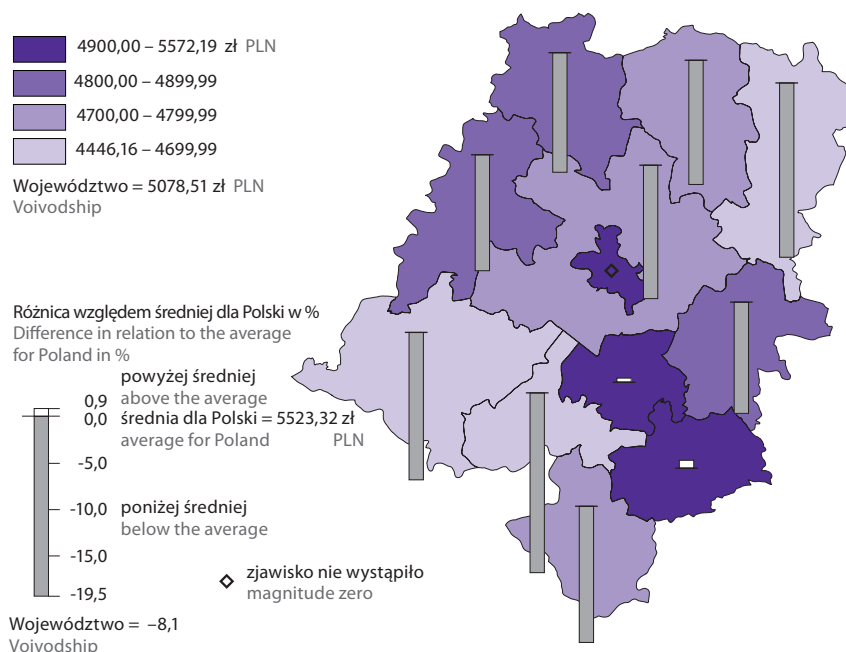 4900,00 – 5572,19 zł PLN
4800,00 – 4899,99
4700,00 – 4799,99
4446,16 – 4699,99
Województwo = 5078,51 zł PLN
Voivodship
Różnica względem średniej dla Polski w %
Difference in relation to the average
for Poland in %
powyżej średniej
0,9 above the average
0,0 średnia dla Polski = 5523,32 zł
average for Poland PLN
-5,0
-10,0 poniżej średniej
below the average
-15,0
-19,5
zjawisko nie wystąpiło
magnitude zero
Województwo = –8,1
Voivodship